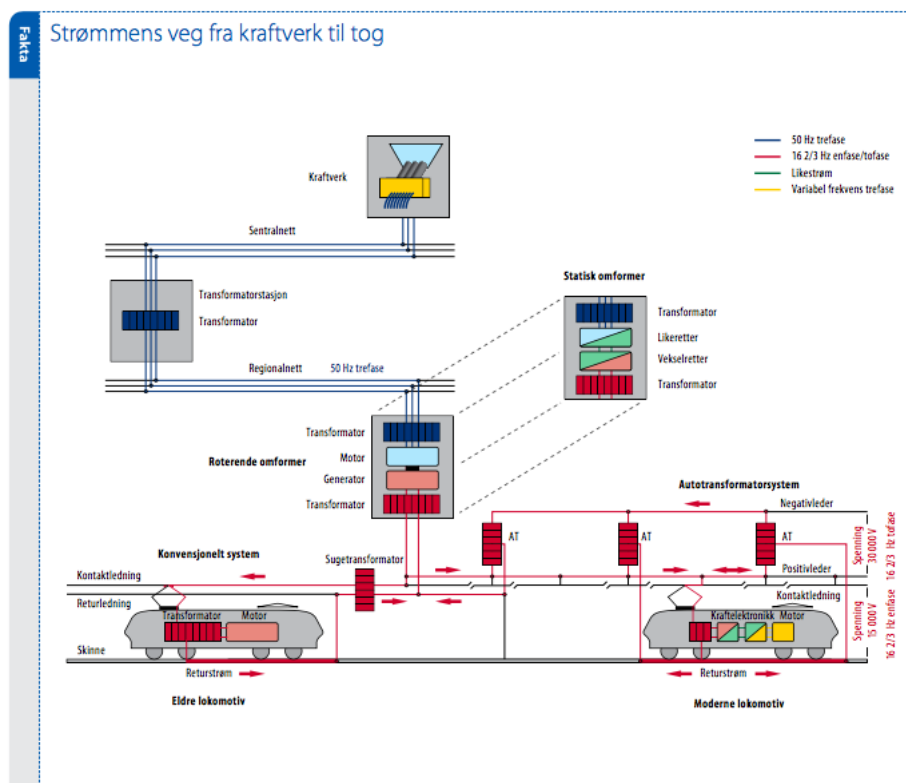 Fakta
Strømmens veg fra kraftverk til tog
50 Hz trefase
16 2/3 Hz enfase/tofase
Likestrøm
Variabel frekvens trefase
Kraftverk
Sentralnett
Transformatorstasjon
Transformator
Statisk omformer
Transformator
Likeretter
Vekselretter
Transformator
Regionalnett 50 Hz trefase
Roterende omformer
Transformator
Motor
Generator
Transformator
Autotransformatorsystem
Negativleder
AT
AT
AT
Positivleder
Kontaktledning
Spenning
30 000 V
16 2/3 Hz tofase
Spenning
15 000 V
16 2/3 Hz enfase
Konvensjonelt system
Sugetransformator
Kontaktledning
Returledning
Transformator
Motor
Kraftelektronikk
Motor
Skinne
Returstrøm
Returstrøm
Eldre lokomotiv
Moderne lokomotiv